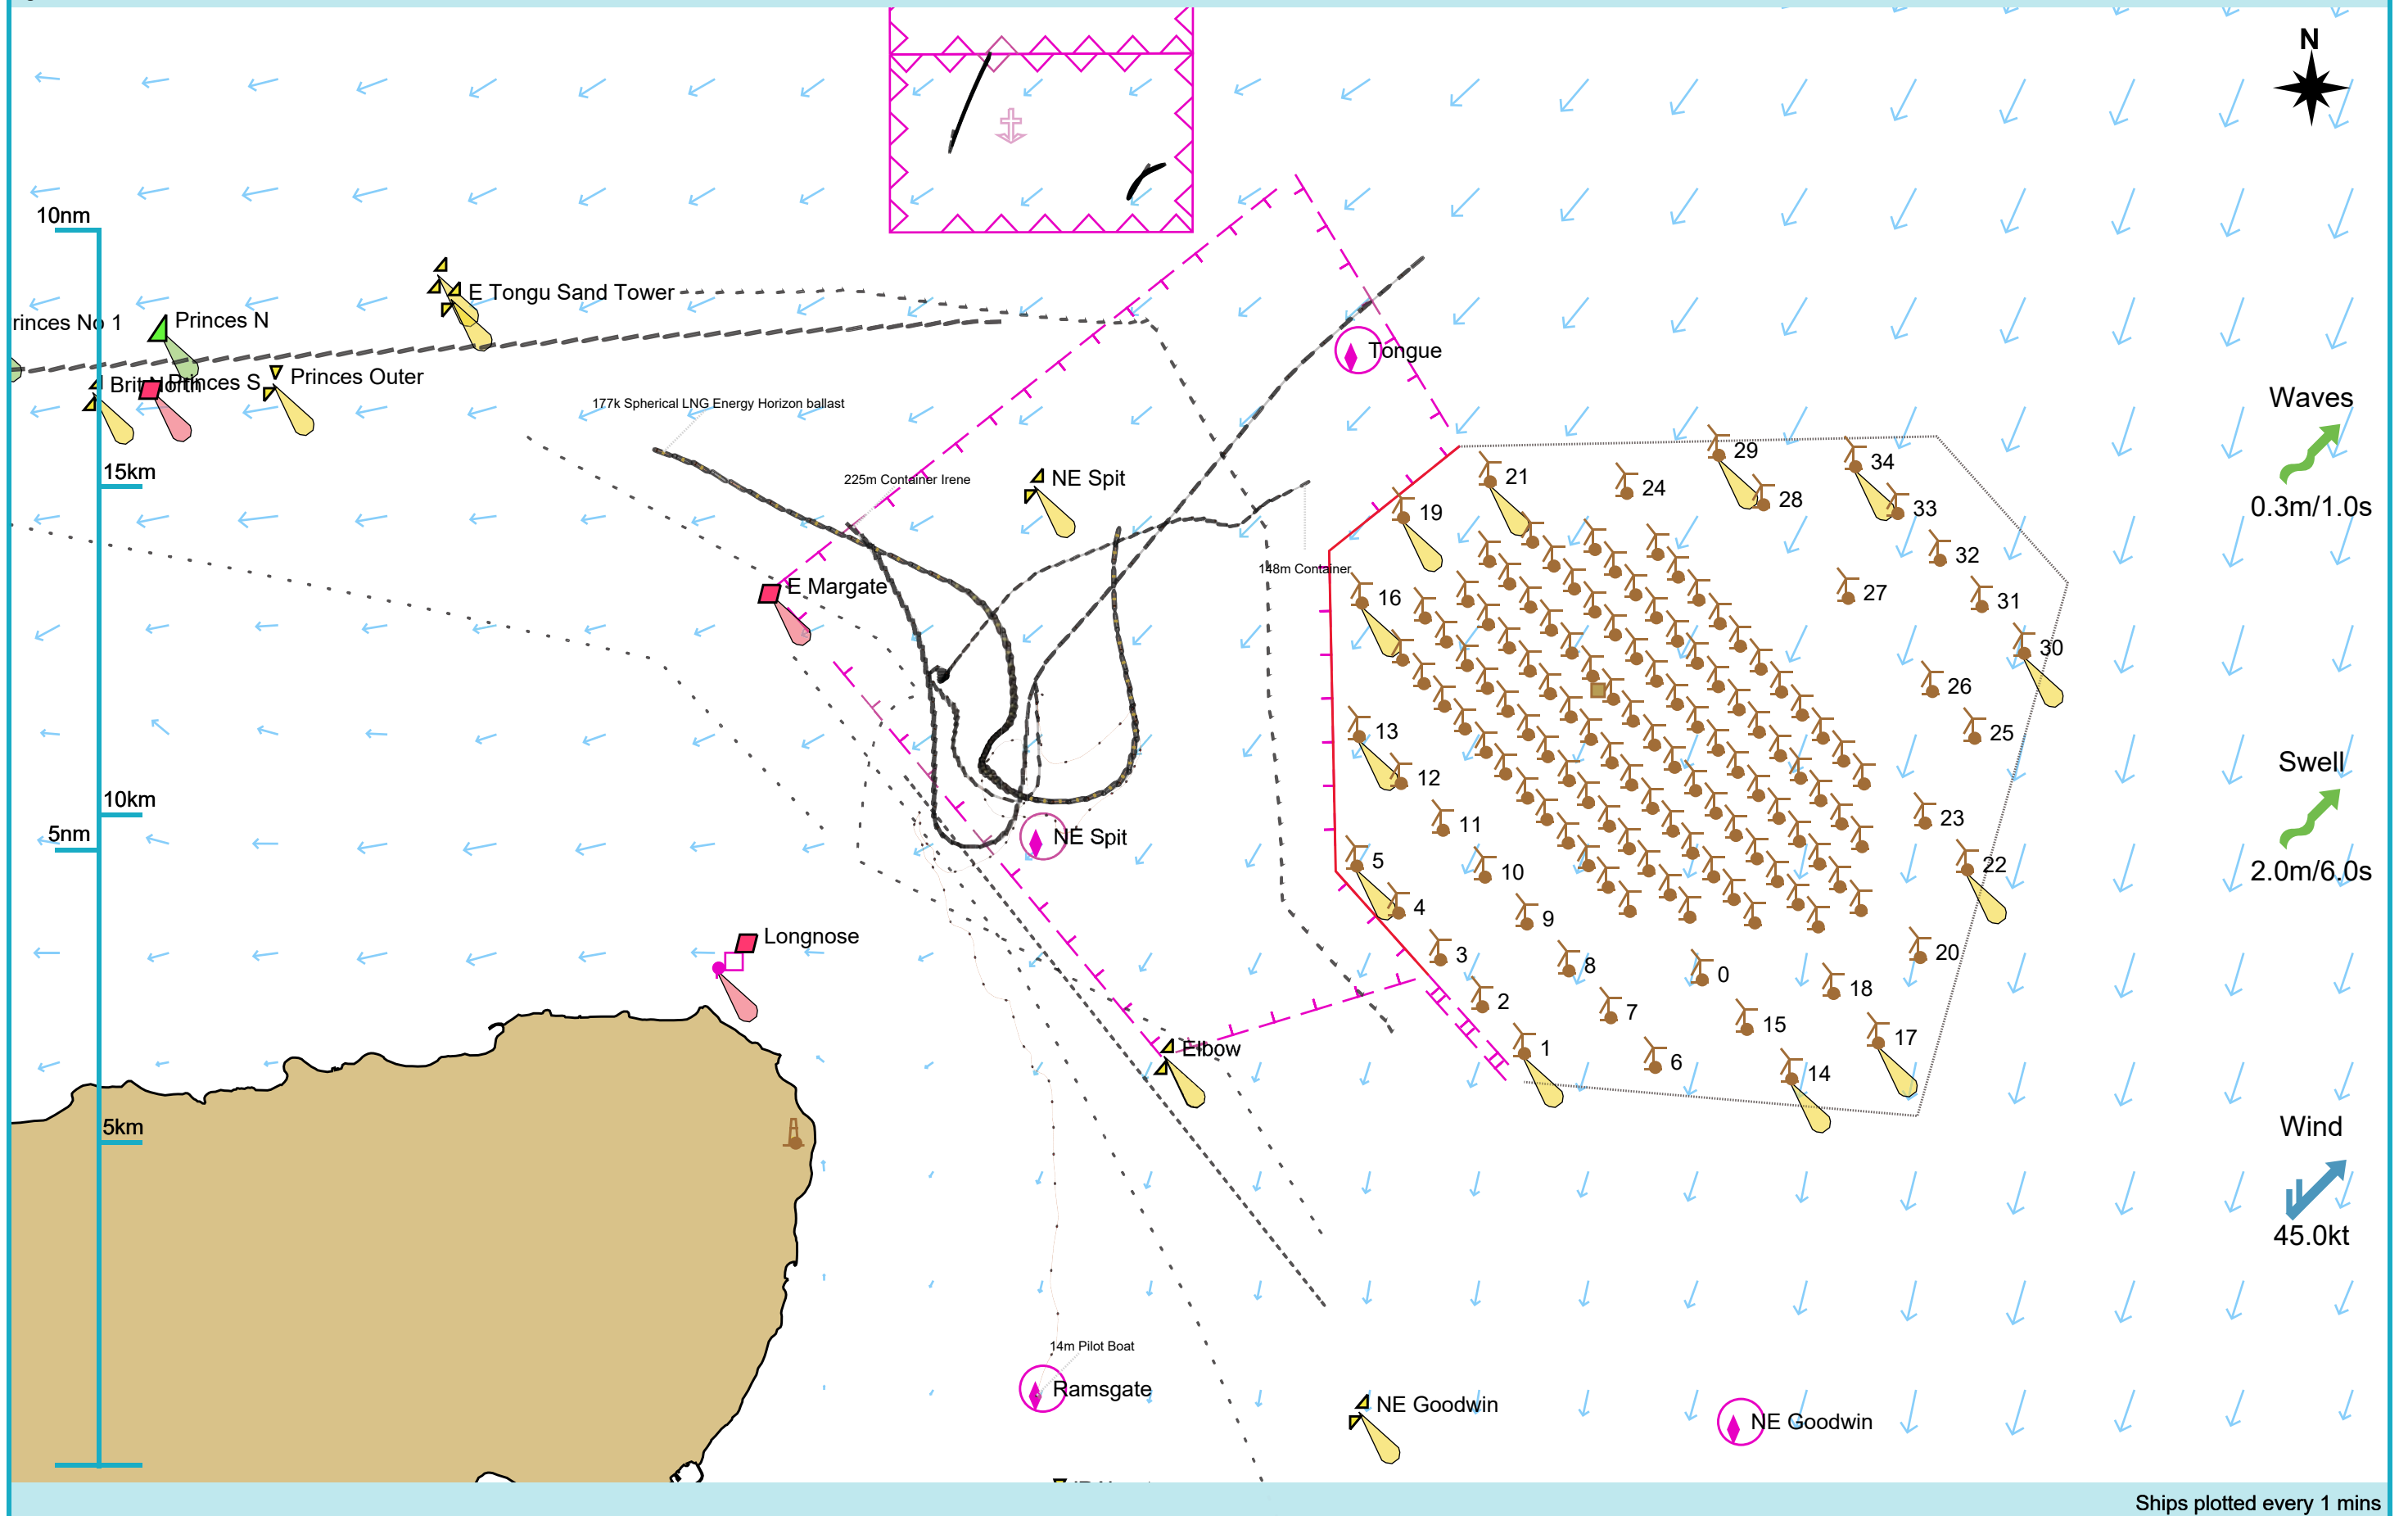 N
10nm
E Tongu Sand Tower
rinces No 1
Princes N
Tongue
Brit North
Princes S
Princes Outer
Waves
177k Spherical LNG Energy Horizon ballast
29
34
21
24
28
225m Container Irene
NE Spit
15km
19
33
0.3m/1.0s
32
148m Container
E Margate
16
27
31
30
26
13
25
Swell
12
10km
11
23
5nm
NE Spit
5
22
10
2.0m/6.0s
4
9
Longnose
3
8
20
0
18
2
7
15
17
Elbow
1
6
14
5km
Wind
45.0kt
14m Pilot Boat
Ramsgate
NE Goodwin
NE Goodwin
Ships plotted every 1 mins